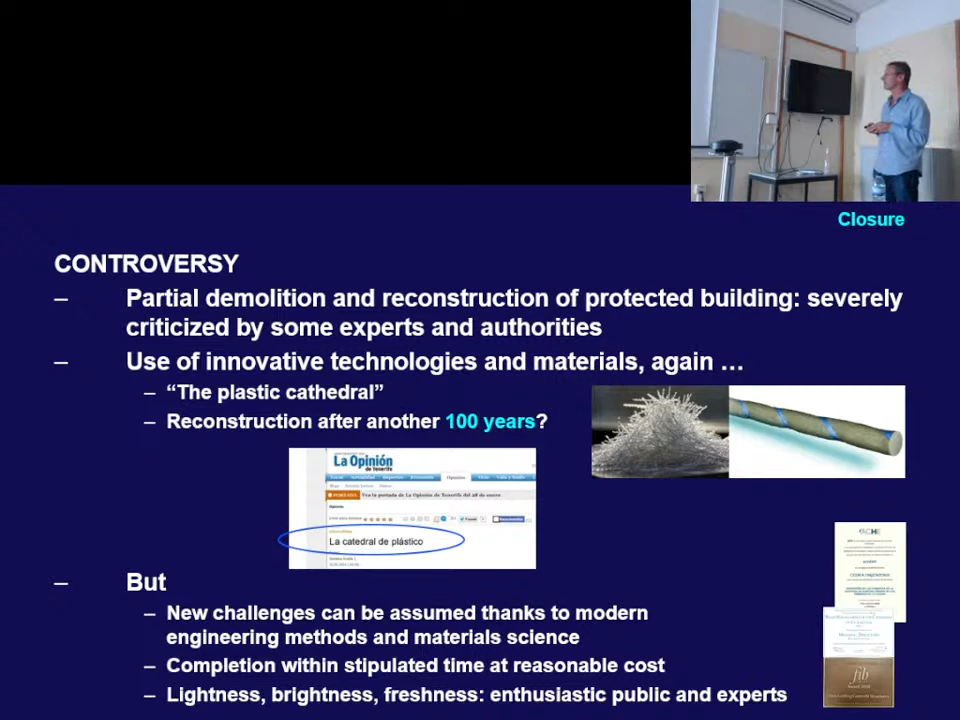 Closure
CONTROVERSY
– Partial demolition and reconstruction of protected building: severely
criticized by some experts and authorities
– Use of innovative technologies and materials, again …
– “The plastic cathedral”
– Reconstruction after another 100 years?
La Opinión
de Tenerife
Opinión
La catedral de plástico
– But
– New challenges can be assumed thanks to modern
engineering methods and materials science
– Completion within stipulated time at reasonable cost
– Lightness, brightness, freshness: enthusiastic public and experts
ACHE
fib